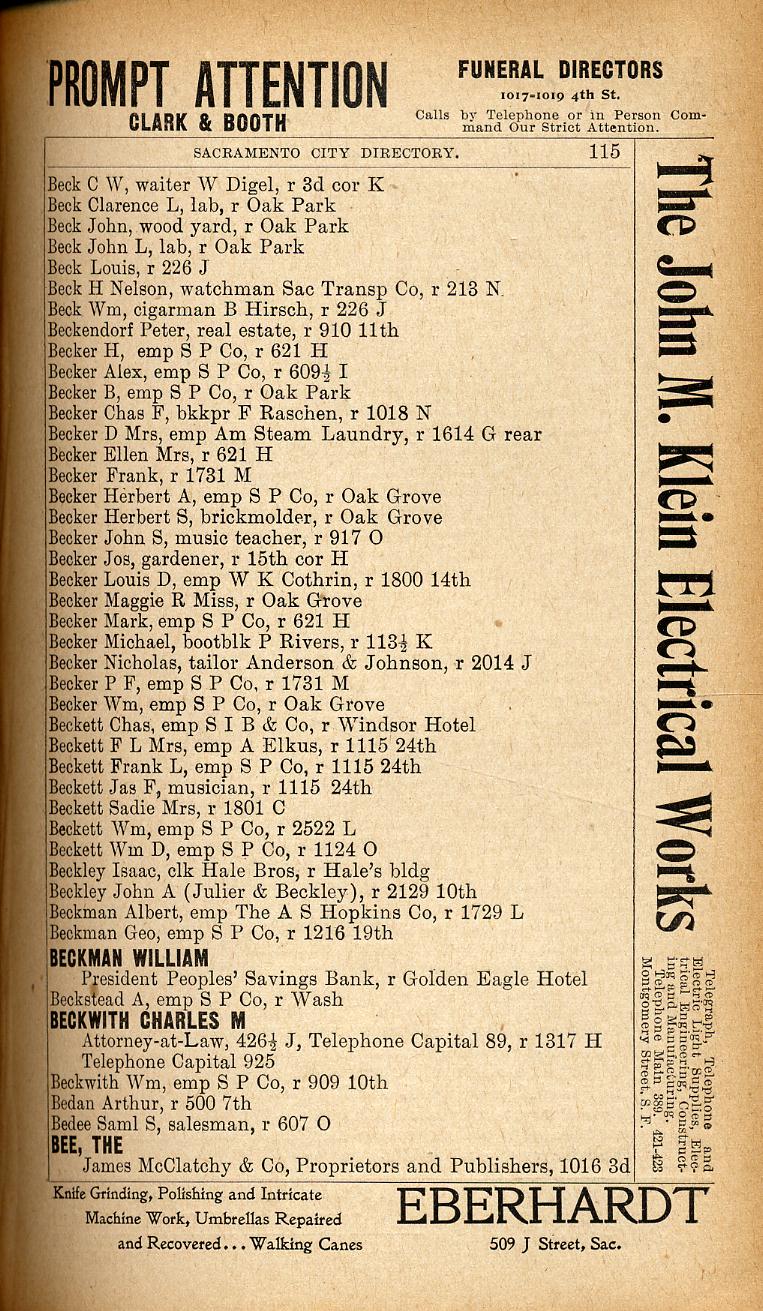 PROMPT ATTENTION
CLARK & BOOTH
FUNERAL DIRECTORS
1017-1019 4th St.
Calls by Telephone or in Person Com-
mand Our Strict Attention.
SACRAMENTO CITY DIRECTORY. 115
Beck C W, waiter W Digel, r 3d cor K
Beck Clarence L, lab, r Oak Park
Beck John, wood yard, r Oak Park
Beck John L, lab, r Oak Park
Beck Louis, r 226 J
Beck H Nelson, watchman Sac Transp Co, r 213 N
Beck Wm, cigarman B Hirsch, r 226 J
Beckendorf Peter, real estate, r 910 11th
Becker H, emp S P Co, r 621 H
Becker Alex, emp S P Co, r 609½ I
Becker B, emp S P Co, r Oak Park
Becker Chas F, bkkpr F Raschen, r 1018 N
Becker D Mrs, emp Am Steam Laundry, r 1614 G rear
Becker Ellen Mrs, r 621 H
Becker Frank, r 1731 M
Becker Herbert A, emp S P Co, r Oak Grove
Becker Herbert S, brickmolder, r Oak Grove
Becker John S, music teacher, r 917 O
Becker Jos, gardener, r 15th cor H
Becker Louis D, emp W K Cothrin, r 1800 14th
Becker Maggie R Miss, r Oak Grove
Becker Mark, emp S P Co, r 621 H
Becker Michael, bootblk P Rivers, r 113½ K
Becker Nicholas, tailor Anderson & Johnson, r 2014 J
Becker P F, emp S P Co, r 1731 M
Becker Wm, emp S P Co, r Oak Grove
Beckett Chas, emp S I B & Co, r Windsor Hotel
Beckett F L Mrs, emp A Elkus, r 1115 24th
Beckett Frank L, emp S P Co, r 1115 24th
Beckett Jas F, musician, r 1115 24th
Beckett Sadie Mrs, r 1801 C
Beckett Wm, emp S P Co, r 2522 L
Beckett Wm D, emp S P Co, r 1124 O
Beckley Isaac, clk Hale Bros, r Hale's bldg
Beckley John A (Julier & Beckley), r 2129 10th
Beckman Albert, emp The A S Hopkins Co, r 1729 L
Beckman Geo, emp S P Co, r 1216 19th
BECKMAN WILLIAM
President Peoples' Savings Bank, r Golden Eagle Hotel
Beckstead A, emp S P Co, r Wash
BECKWITH CHARLES M
Attorney-at-Law, 426½ J, Telephone Capital 89, r 1317 H
Telephone Capital 925
Beckwith Wm, emp S P Co, r 909 10th
Bedan Arthur, r 500 7th
Bedee Saml S, salesman, r 607 O
BEE, THE
James McClatchy & Co, Proprietors and Publishers, 1016 3d
The John M. Klein Electrical Works
Telegraph, Telephone and
Electric Light Supplies, Elec-
trical Engineering, Construct-
ing and Manufacturing.
Telephone Main 389. 421-423
Montgomery Street, S. F.
Knife Grinding, Polishing and Intricate
Machine Work, Umbrellas Repaired
and Recovered... Walking Canes
EBERHARDT
509 J Street, Sac.